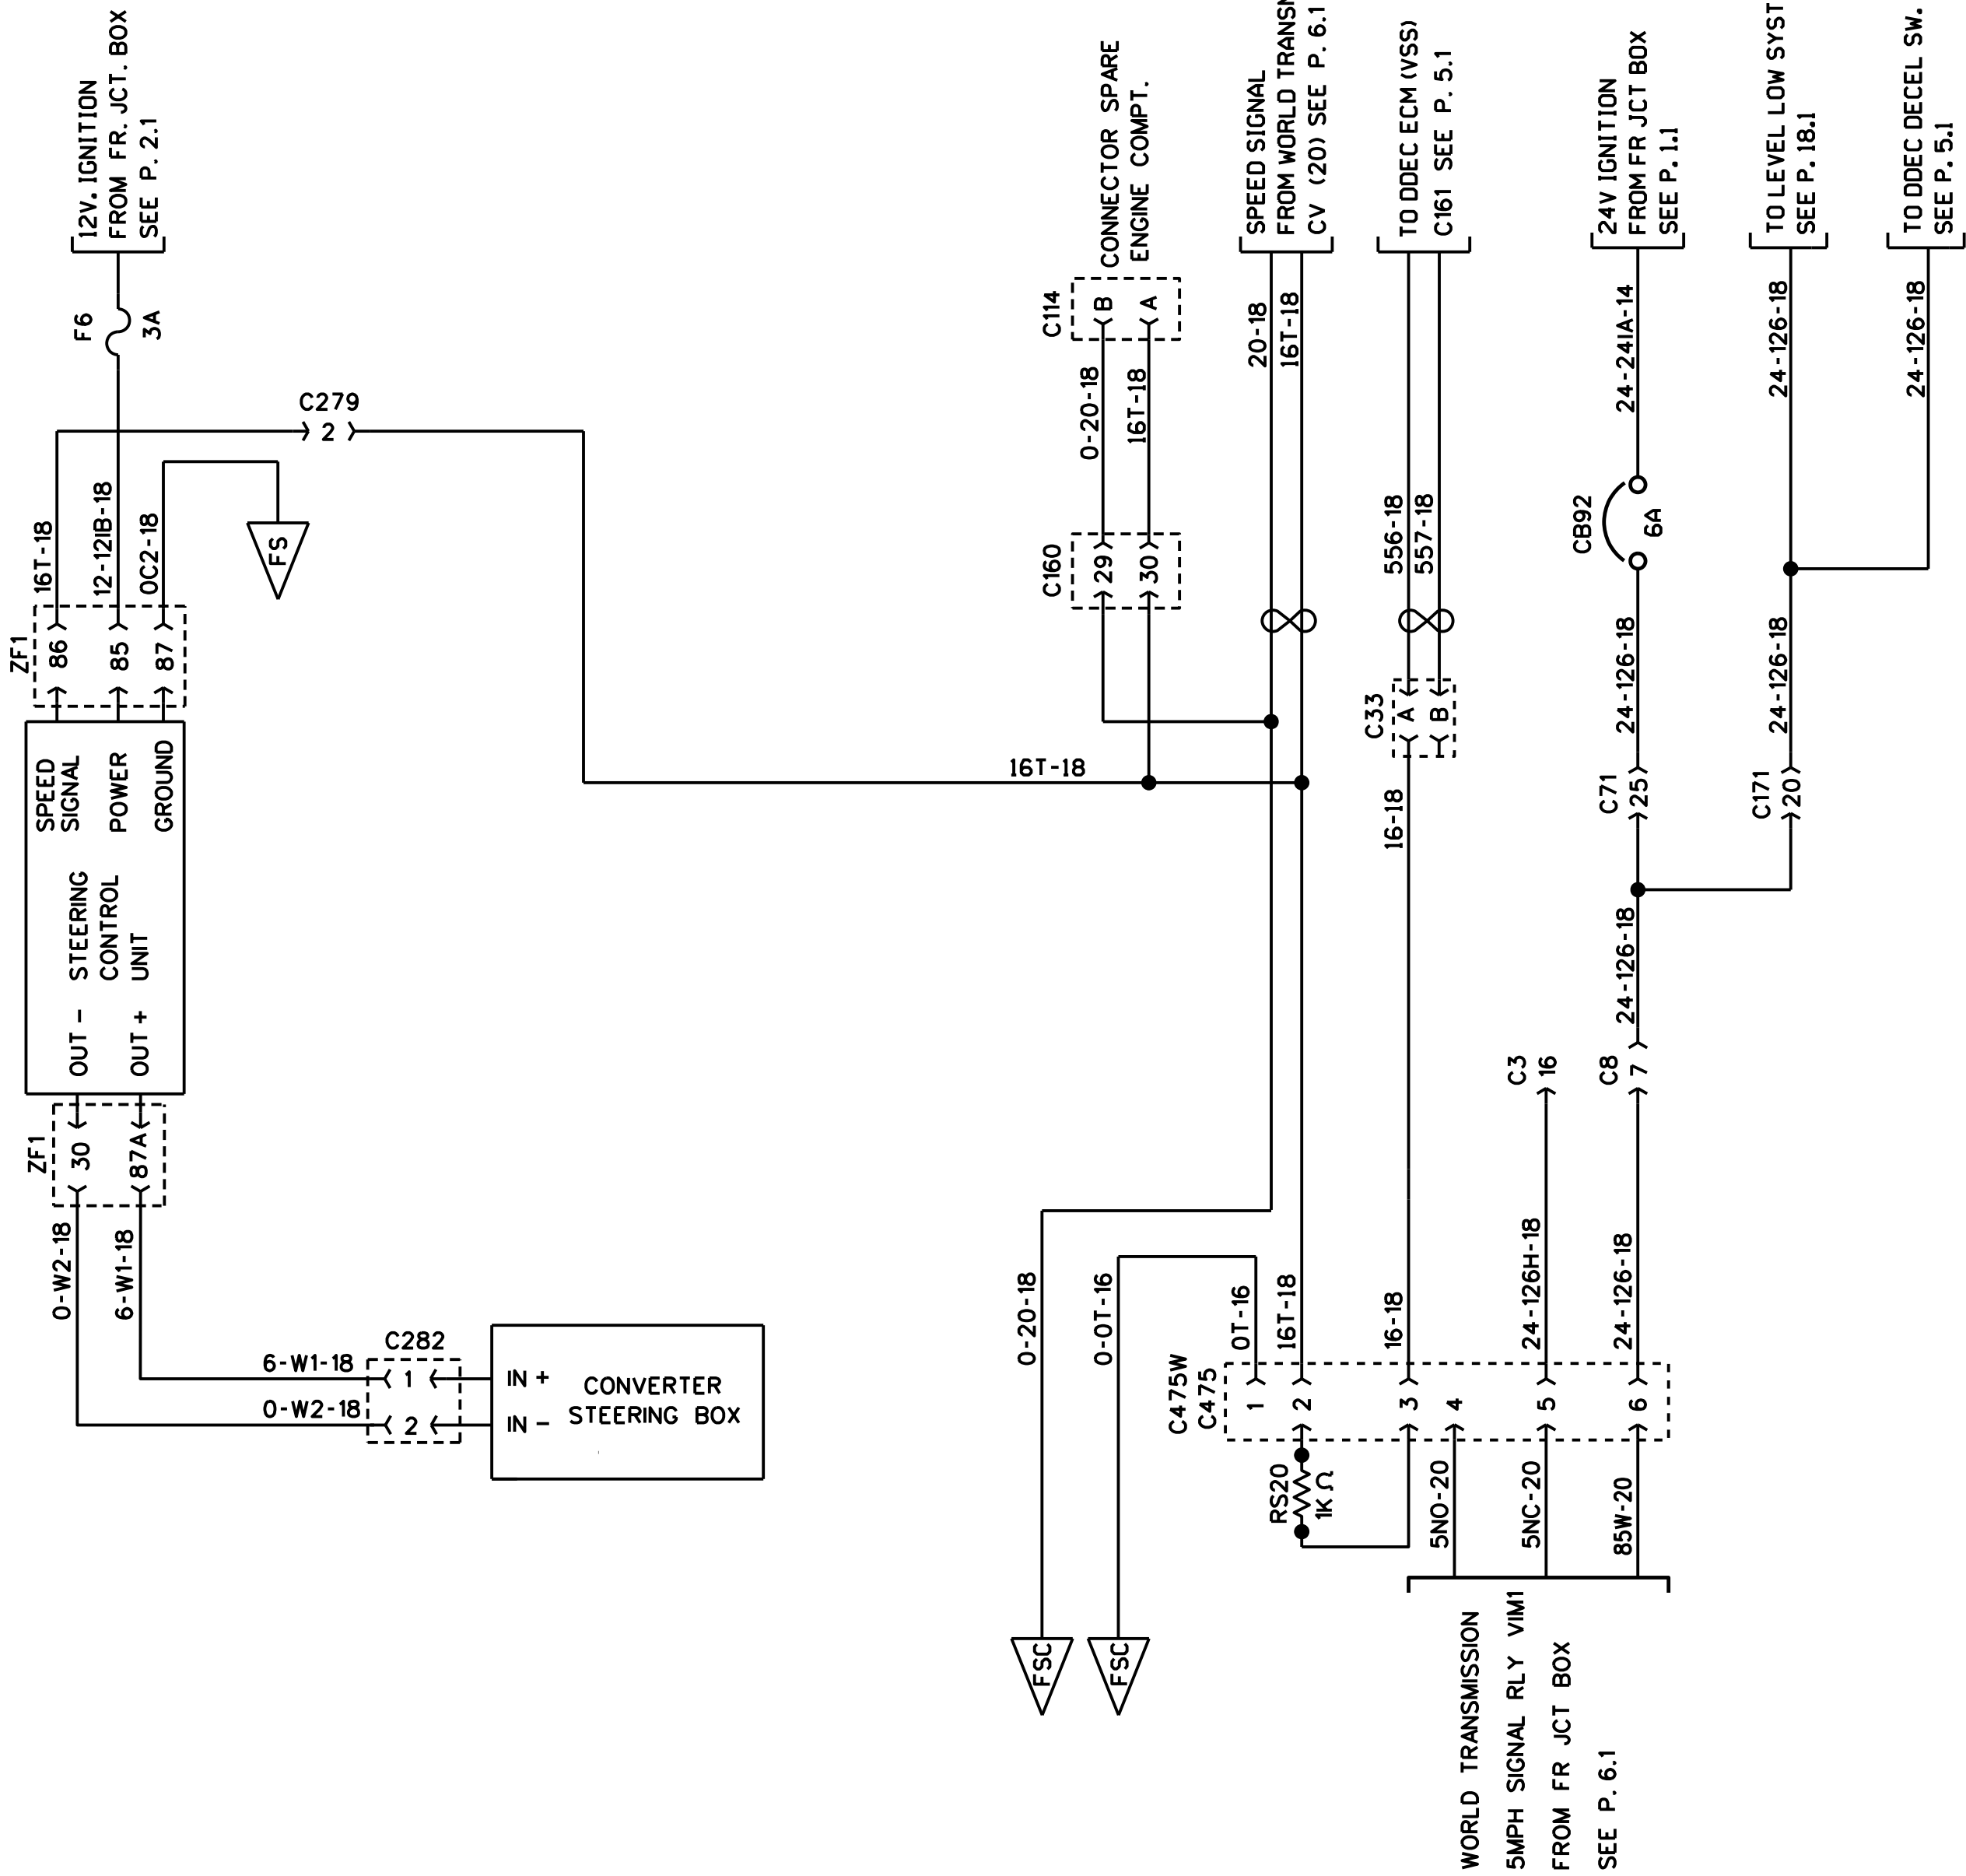 12V. IGNITION
FROM FR. JCT. BOX
SEE P. 2.1
F6
3A
C279
2
16T-18
12-12IB-18
0C2-18
FS
ZF1
86
85
87
SPEED
SIGNAL
POWER
GROUND
STEERING
CONTROL
UNIT
OUT -
OUT +
ZF1
30
87A
0-W2-18
6-W1-18
6-W1-18
0-W2-18
C282
1
2
IN +
IN -
CONVERTER
STEERING BOX
CONNECTOR SPARE
ENGINE COMPT.
C114
B
A
0-20-18
16T-18
C160
29
30
16T-18
SPEED SIGNAL
FROM WORLD
CV (20) SEE P. 6.1
20-18
16T-18
TO DDEC ECM (VSS)
C161 SEE P. 5.1
556-18
557-18
C33
A
B
16-18
24V IGNITION
FROM FR JCT BOX
SEE P. 1.1
24-24IA-14
CB92
6A
24-126-18
C71
25
24-126-18
C8
7
24-126-18
TO LEVEL LOW
SEE P. 18.1
24-126-18
24-126-18
C171
20
TO DDEC DECEL SW.
SEE P. 5.1
24-126-18
C3
16
24-126H-18
0-20-18
0-0T-16
FSC
FSC
0T-16
16T-18
16-18
C475W
C475
1
2
3
4
5
6
RS20
1K Ω
5NO-20
5NC-20
85W-20
WORLD TRANSMISSION
5MPH SIGNAL RLY VIM1
FROM FR JCT BOX
SEE P. 6.1